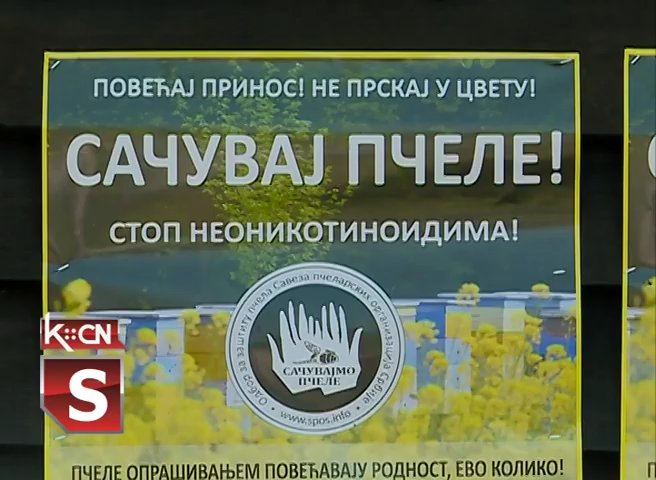 ПОВЕЋАЈ ПРИНОС! НЕ ПРСКАЈ У ЦВЕТУ!
САЧУВАЈ ПЧЕЛЕ!
СТОП НЕОНИКОТИНОИДИМА!
Одбор за заштиту пчела Савеза пчеларских организација Србије
САЧУВАЈМО
ПЧЕЛЕ
www.spos.info
K::CN
S
ПЧЕЛЕ ОПРАШИВАЊЕМ ПОВЕЋАВАЈУ РОДНОСТ, ЕВО КОЛИКО!